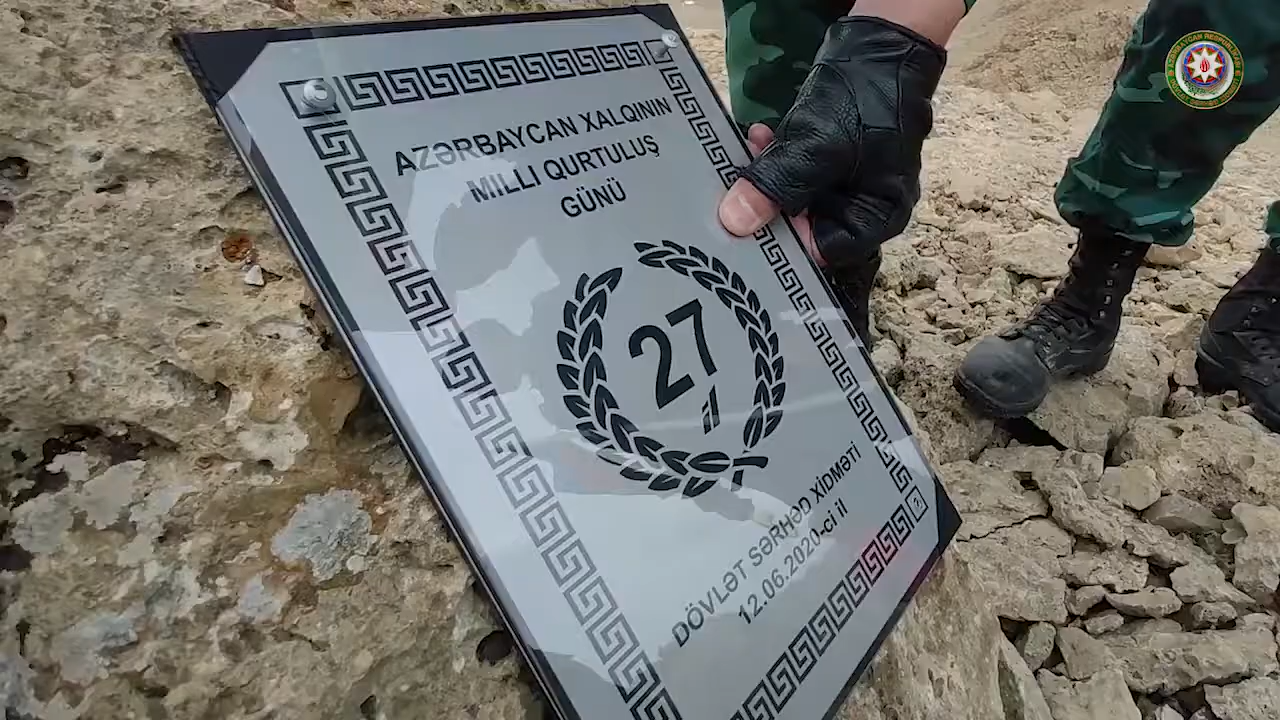 AZƏRBAYCAN XALQININ
MİLLİ QURTULUŞ
GÜNÜ
27
il
DÖVLƏT SƏRHƏD XİDMƏTİ
12.06.2020-ci il